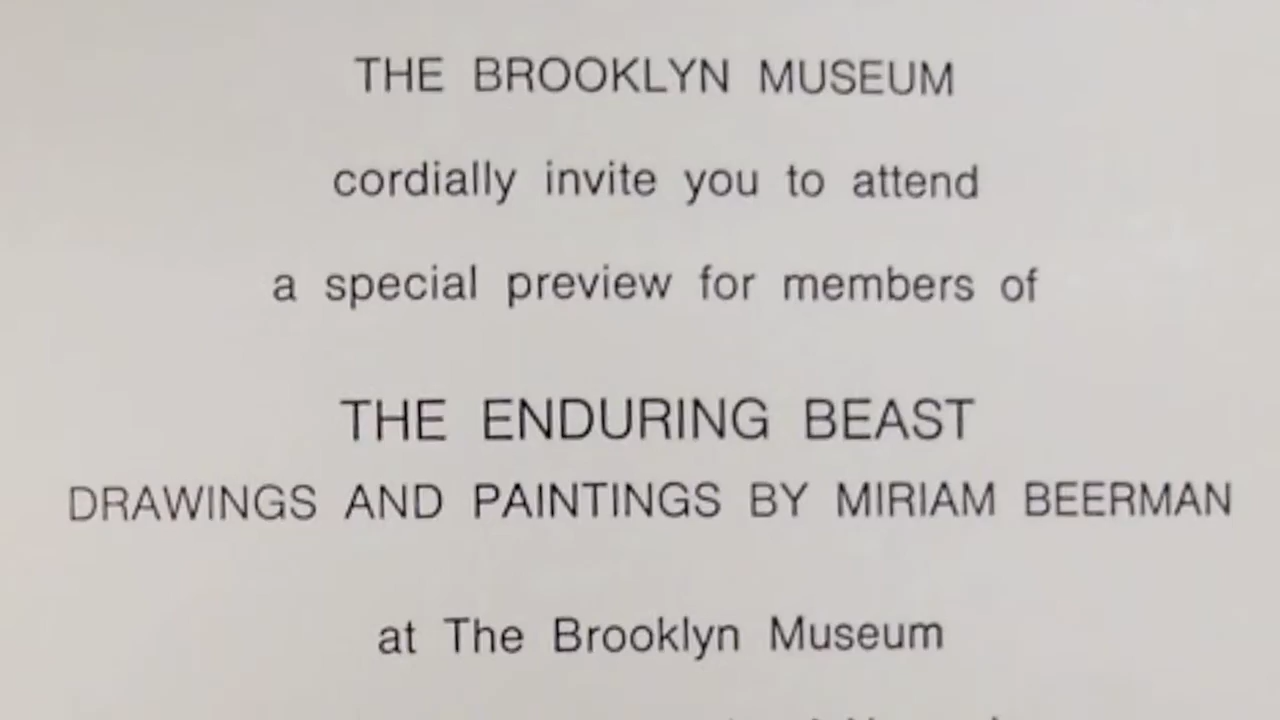 THE BROOKLYN MUSEUM
cordially invite you to attend
a special preview for members of
THE ENDURING BEAST
DRAWINGS AND PAINTINGS BY MIRIAM BEERMAN
at The Brooklyn Museum